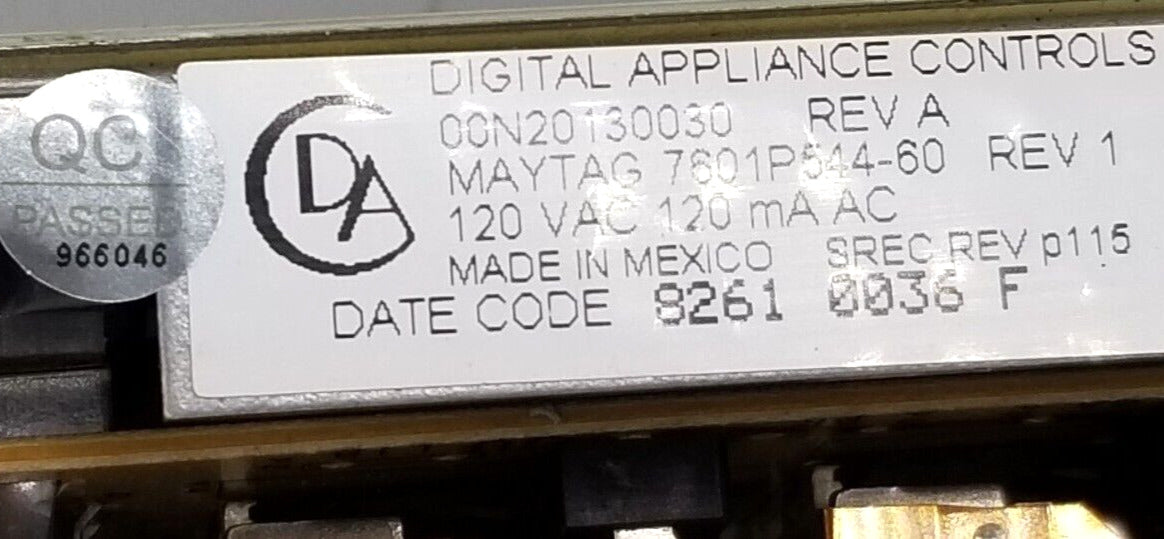 DIGITAL APPLIANCE CONTROLS
00N20130030 REV A
MAYTAG 7601P544-60 REV 1
120 VAC 120 mA AC
MADE IN MEXICO SREC REV p115
DATE CODE 8261 0036 F
DA
QC
PASSED
966046